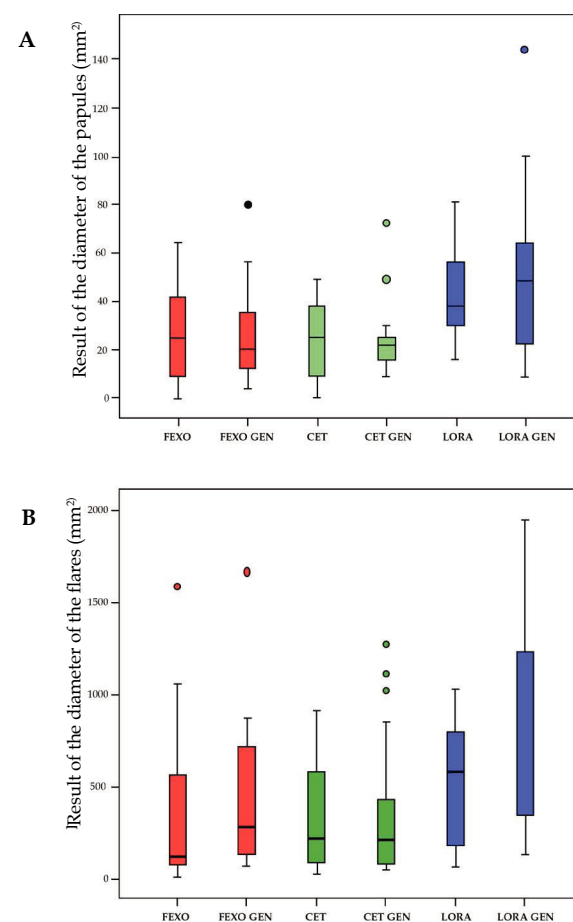 A
Result of the diameter of the papules (mm²)
140
120
100
80
60
40
20
0
FEXO FEXO GEN CET CET GEN LORA LORA GEN
B
]Result of the diameter of the flares (mm²)
2000
1500
1000
500
0
FEXO FEXO GEN CET CET GEN LORA LORA GEN